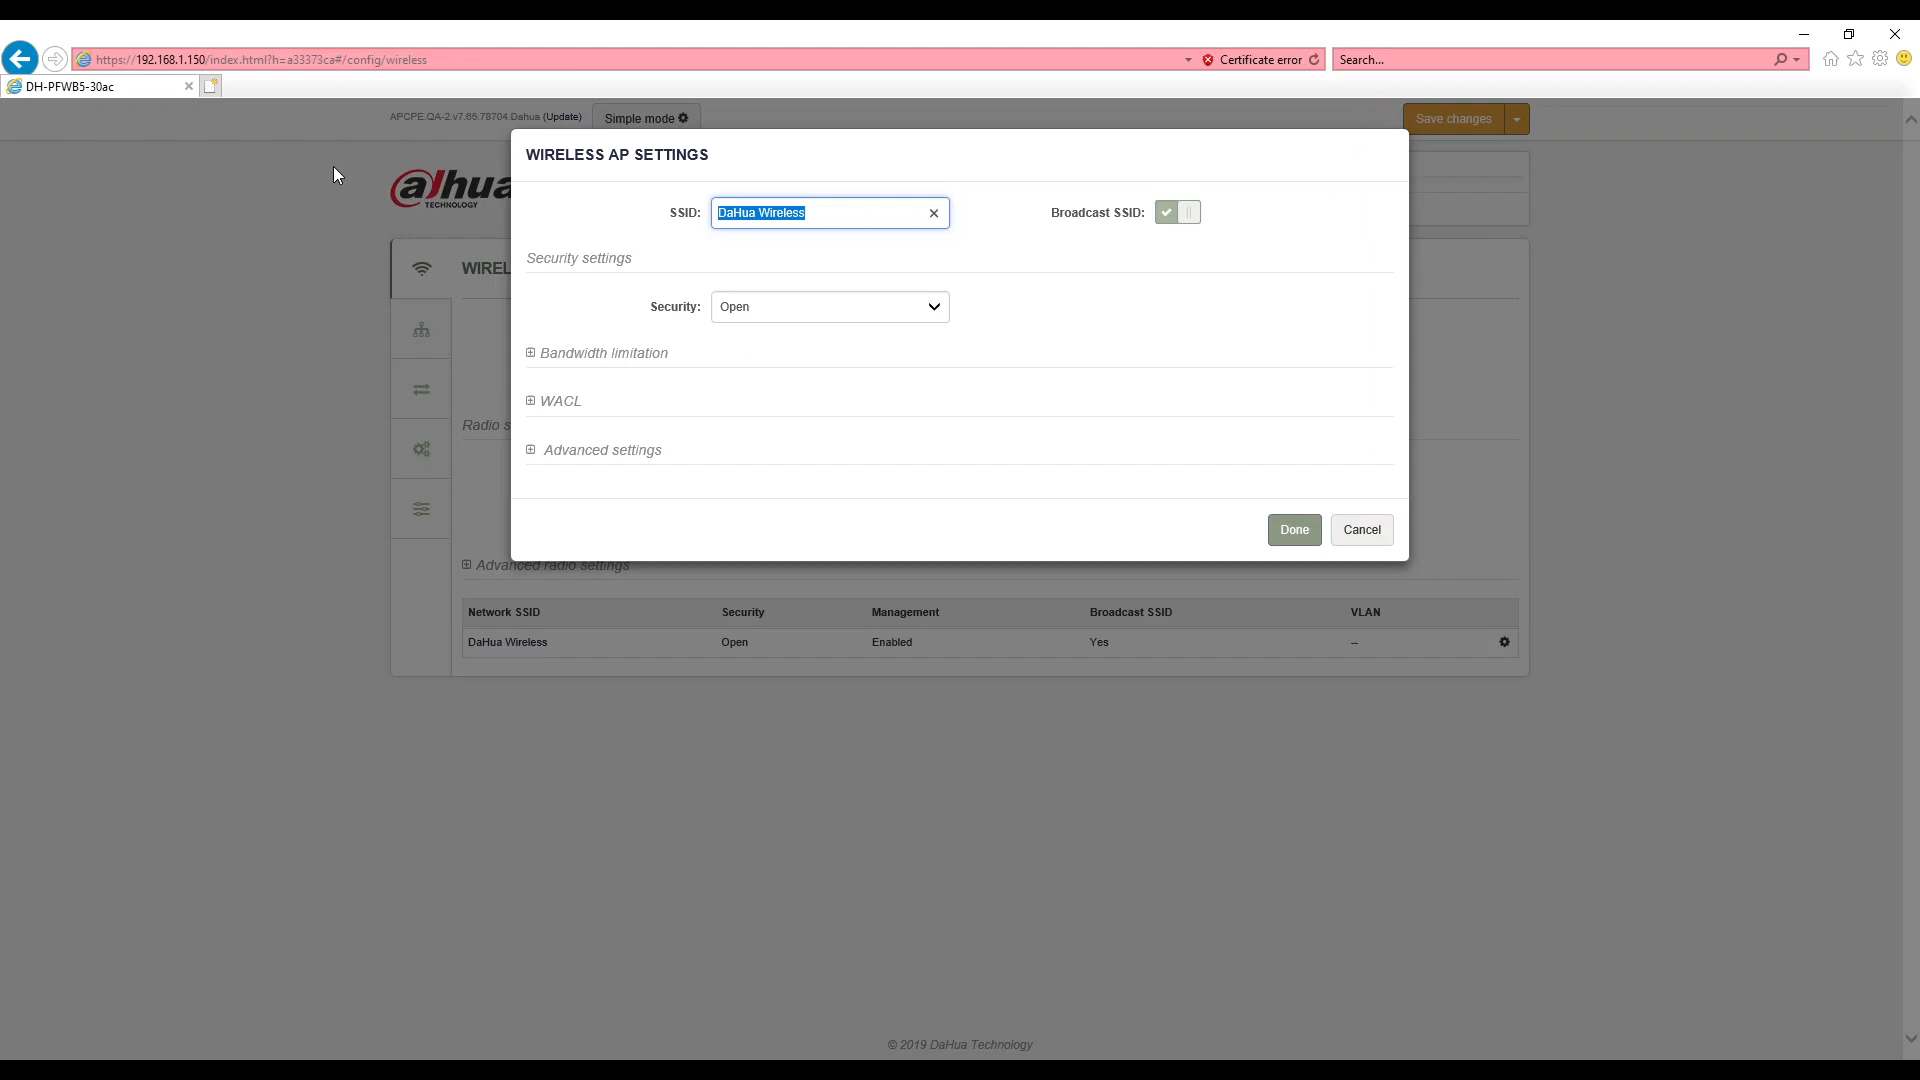 https://192.168.1.150/index.html?h=a33373ca#/config/wireless
Certificate error
Search...
DH-PFWB5-30ac
APCPE.QA-2.v7.65.78704.Dahua (Update)
Simple mode
Save changes
WIRELESS AP SETTINGS
alhua
TECHNOLOGY
SSID:
DaHua Wireless
Broadcast SSID:
Security settings
WIREL
Security:
Open
Bandwidth limitation
WACL
Radio s
Advanced settings
Done
Cancel
Advanced radio settings
Network SSID Security Management Broadcast SSID VLAN
DaHua Wireless Open Enabled Yes --
© 2019 DaHua Technology